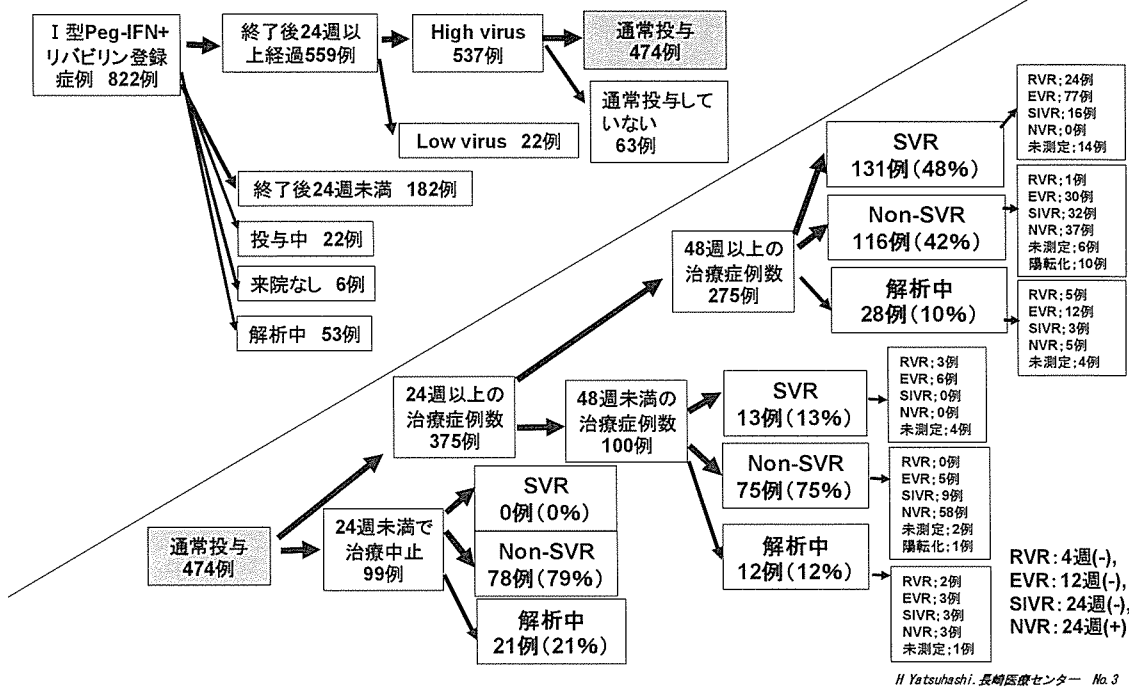 Ⅰ型Peg-IFN+
リバビリン登録
症例 822例
終了後24週以
上経過559例
High virus
537例
通常投与
474例
通常投与して
いない
63例
Low virus 22例
終了後24週未満 182例
投与中 22例
来院なし 6例
解析中 53例
通常投与
474例
24週以上の
治療症例数
375例
24週未満で
治療中止
99例
SVR
0例(0%)
Non-SVR
78例(79%)
解析中
21例(21%)
48週以上の
治療症例数
275例
48週未満の
治療症例数
100例
SVR
131例(48%)
Non-SVR
116例(42%)
解析中
28例(10%)
SVR
13例(13%)
Non-SVR
75例(75%)
解析中
12例(12%)
RVR;24例
EVR;77例
SIVR;16例
NVR;0例
未測定;14例
RVR;1例
EVR;30例
SIVR;32例
NVR;37例
未測定;6例
陽転化;10例
RVR;5例
EVR;12例
SIVR;3例
NVR;5例
未測定;4例
RVR;3例
EVR;6例
SIVR;0例
NVR;0例
未測定;4例
RVR;0例
EVR;5例
SIVR;9例
NVR;58例
未測定;2例
陽転化;1例
RVR;2例
EVR;3例
SIVR;3例
NVR;3例
未測定;1例
RVR:4週(-),
EVR:12週(-),
SIVR:24週(-),
NVR:24週(+)
H Yatsuhashi.長崎医療センター No.3